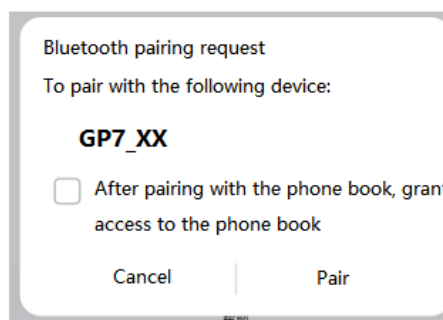 Bluetooth pairing request
To pair with the following device:
GP7_XX
After pairing with the phone book, grant
access to the phone book
Cancel
Pair